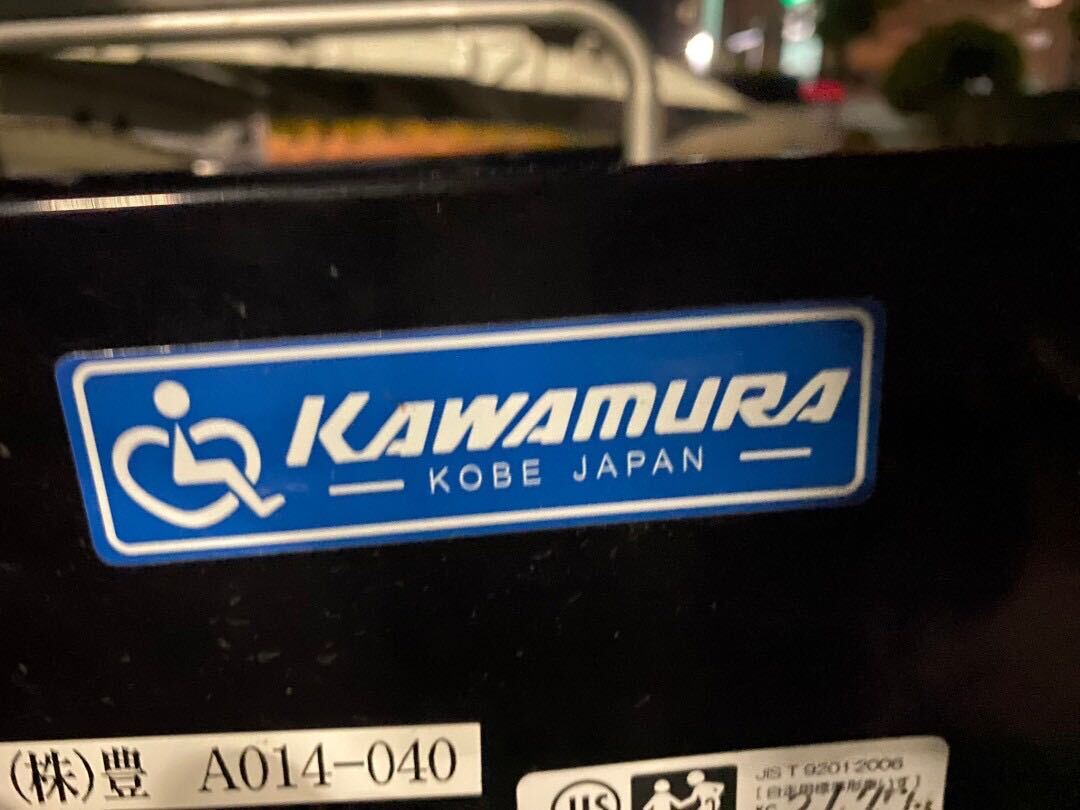 KAWAMURA
KOBE JAPAN
(株)豊 A014-040
JIS T 9201 2006